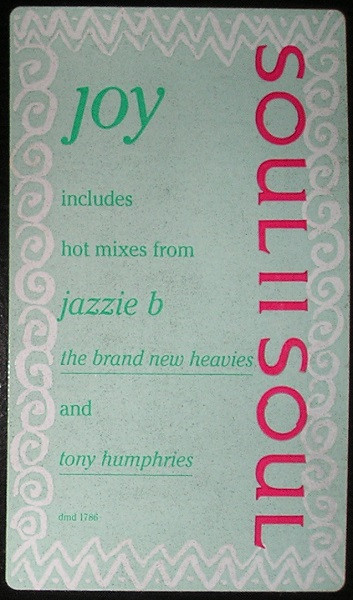 joy
includes
hot mixes from
jazzie b
the brand new heavies
and
tony humphries
dmd 1786
SOUL II SOUL